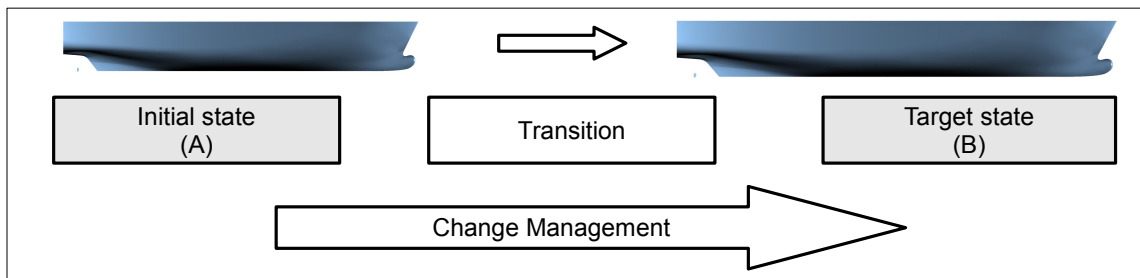 Initial state
(A)
Transition
Target state
(B)
Change Management